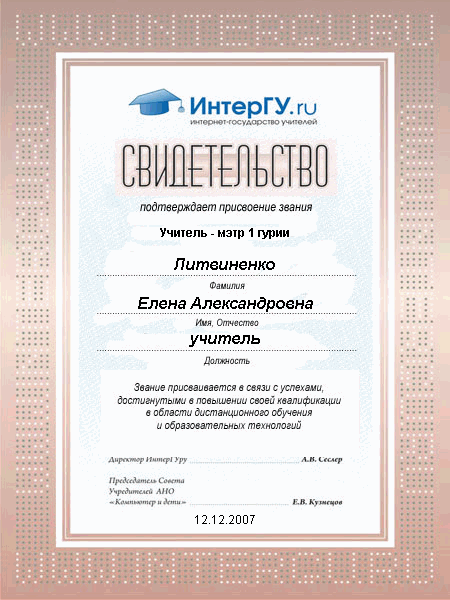 ИнтерГУ.ru
интернет-государство учителей
СВИДЕТЕЛЬСТВО
подтверждает присвоение звания
Учитель - мэтр 1 гурии
Литвиненко
Фамилия
Елена Александровна
Имя, Отчество
учитель
Должность
Звание присваивается в связи с успехами,
достигнутыми в повышении своей квалификации
в области дистанционного обучения
и образовательных технологий
Директор ИнтерГУру А.В. Сеслер
Председатель Совета
Учредителей АНО
«Компьютер и дети» Е.В. Кузнецов
12.12.2007